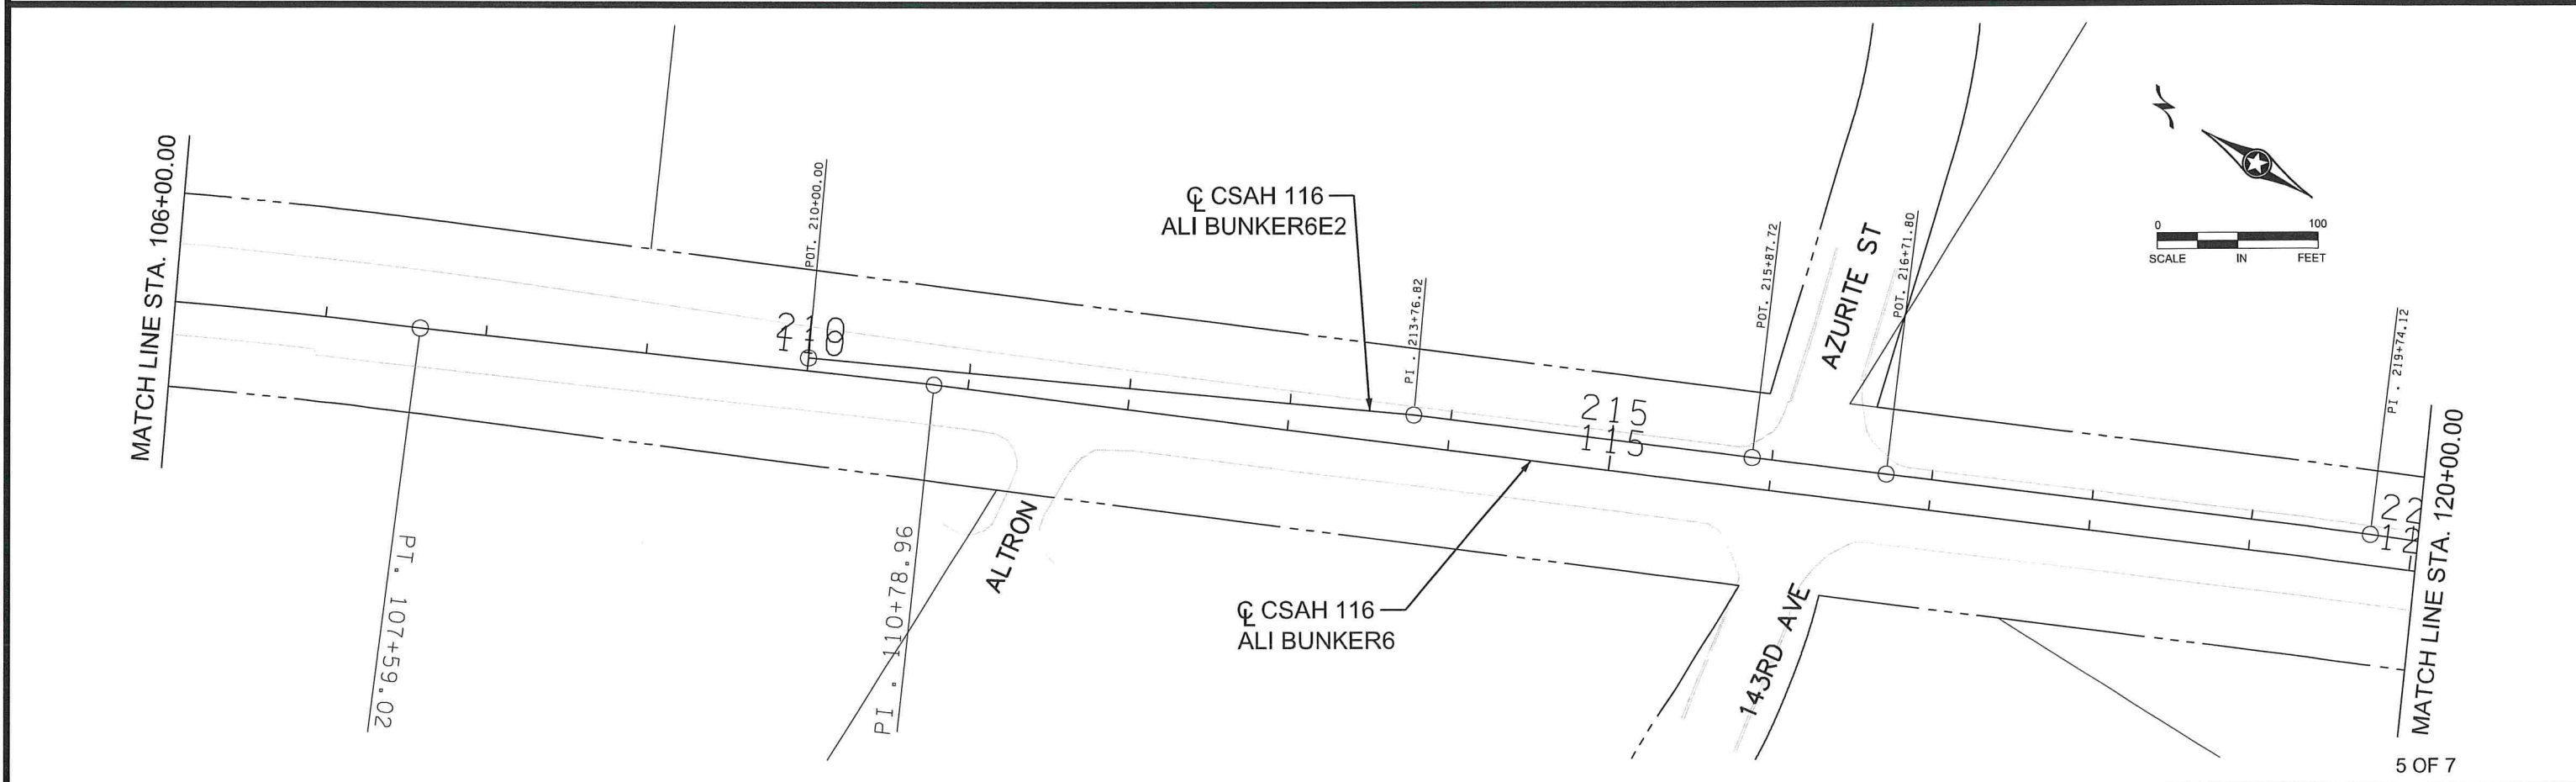 MATCH LINE STA. 106+00.00
POT. 210+00.00
210
110
℄ CSAH 116
ALI BUNKER6E2
PI . 213+76.82
215
115
POT. 215+87.72
AZURITE ST
POT. 216+71.80
N
0 100
SCALE IN FEET
PI . 219+74.12
22
12
MATCH LINE STA. 120+00.00
PT. 107+59.02
PI . 110+78.96
ALTRON
℄ CSAH 116
ALI BUNKER6
143RD AVE
5 OF 7